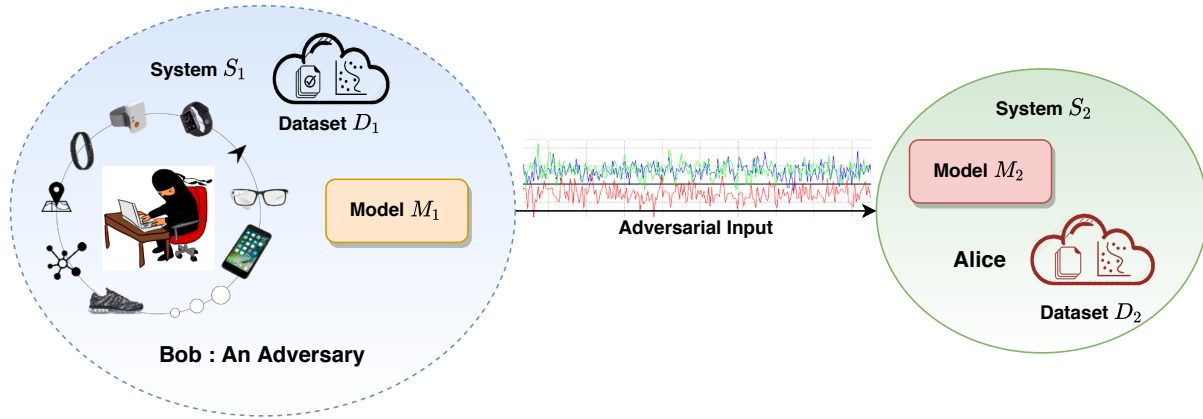 System S₁
Dataset D₁
Model M₁
Bob : An Adversary
Adversarial Input
System S₂
Model M₂
Alice
Dataset D₂